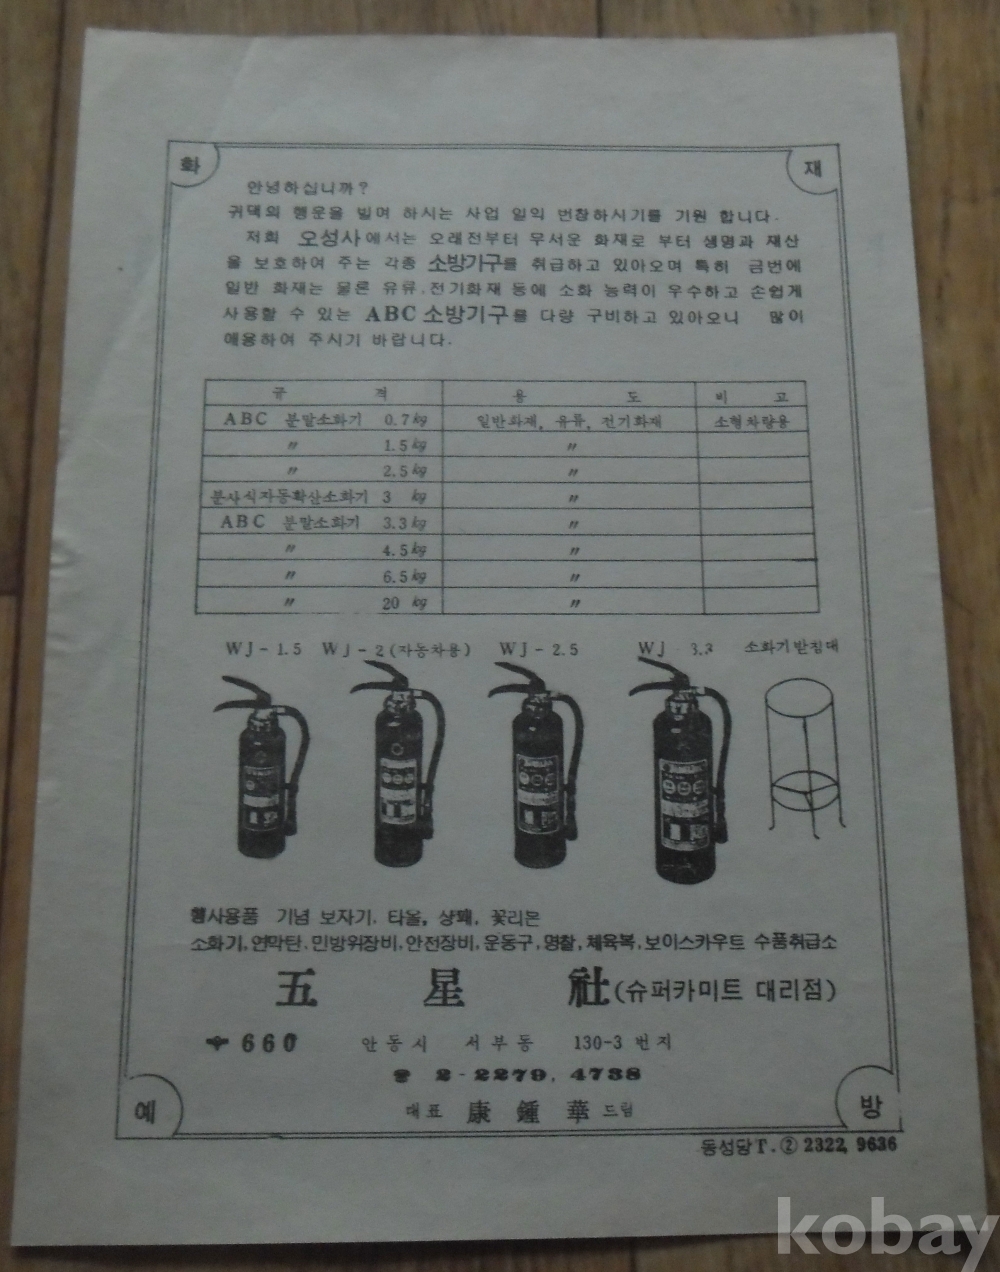 화 재
안녕하십니까?
귀댁의 행운을 빌며 하시는 사업 일익 번창하시기를 기원 합니다.
저희 오성사에서는 오래전부터 무서운 화재로 부터 생명과 재산
을 보호하여 주는 각종 소방기구를 취급하고 있아오며 특히 금번에
일반 화재는 물론 유류.전기화재 등에 소화 능력이 우수하고 손쉽게
사용할 수 있는 ABC 소방기구를 다량 구비하고 있아오니 많이
애용하여 주시기 바랍니다.
규 격 용 도 비 고
ABC 분말소화기 0.7kg 일반화재, 유류, 전기화재 소형차량용
〃 1.5kg 〃
〃 2.5kg 〃
분사식자동확산소화기 3 kg 〃
ABC 분말소화기 3.3kg 〃
〃 4.5kg 〃
〃 6.5kg 〃
〃 20 kg 〃
WJ-1.5 WJ-2(자동차용) WJ-2.5 WJ 3.3 소화기받침대
행사용품 기념 보자기. 타올, 상패, 꽃리본
소화기,연막탄.민방위장비.안전장비.운동구,명찰,체육복,보이스카우트 수품취급소
五 星 社(슈퍼카미트 대리점)
660 안동시 서부동 130-3 번지
☎ 2-2279, 4738
대표 康 鍾 華 드림
예 방
동성당T.② 2322, 9636
kobay